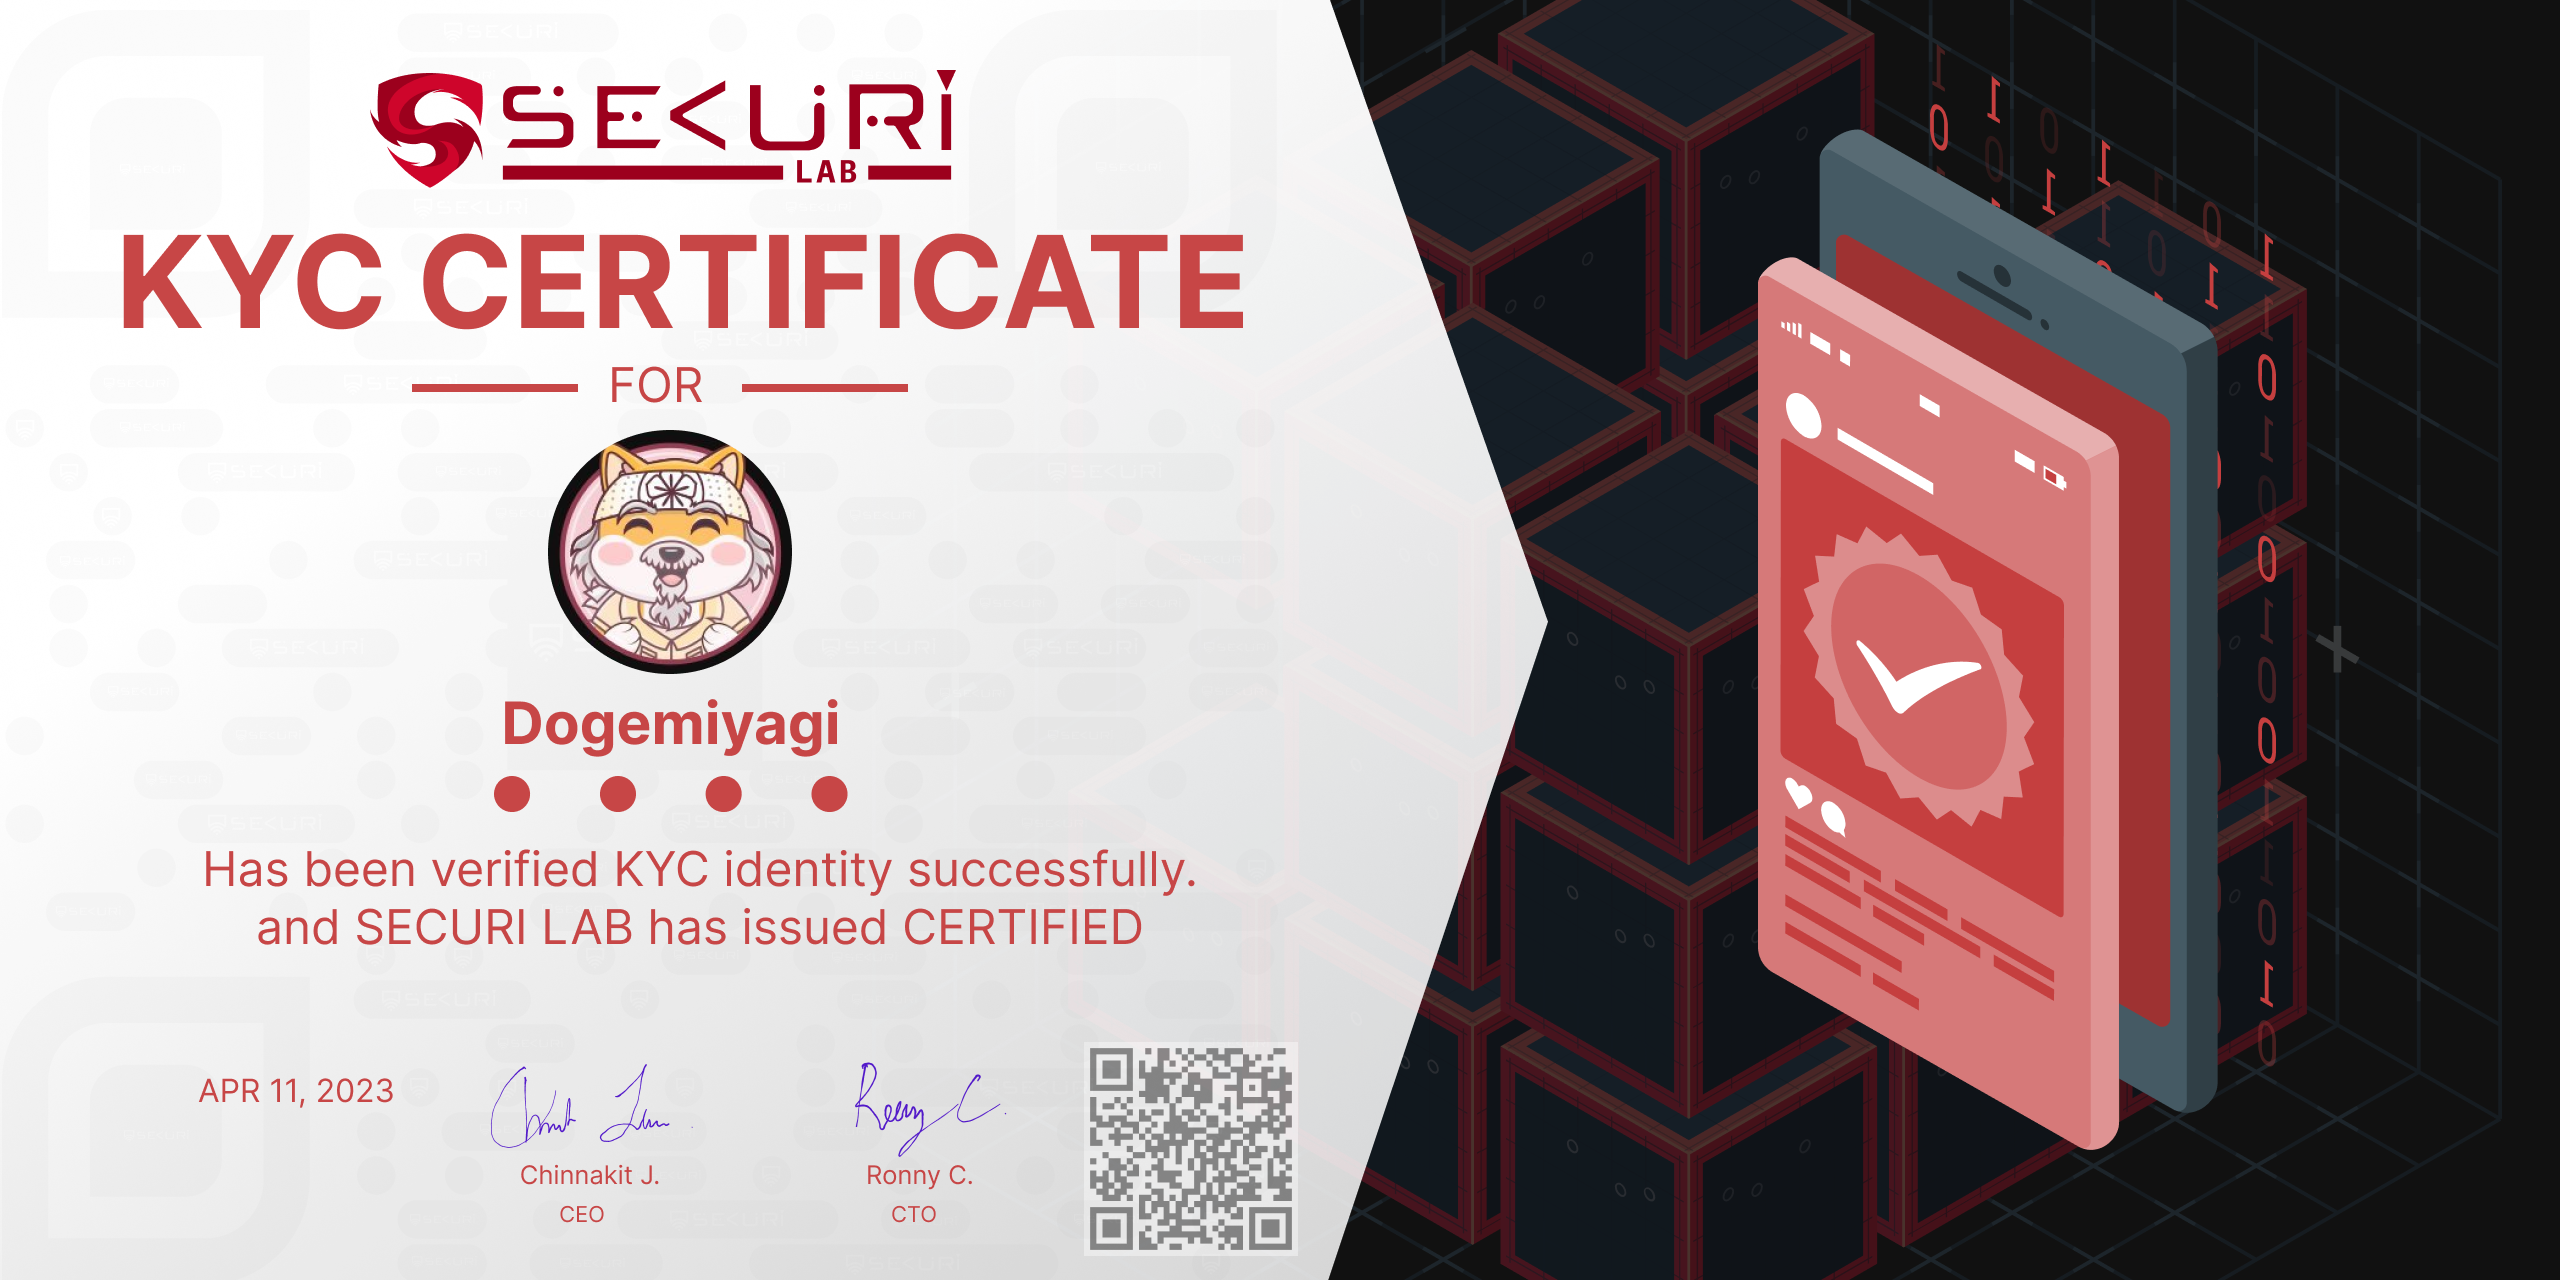 SECURI
LAB
KYC CERTIFICATE
FOR
Dogemiyagi
Has been verified KYC identity successfully.
and SECURI LAB has issued CERTIFIED
APR 11, 2023
Chinnakit J.
CEO
Ronny C.
CTO